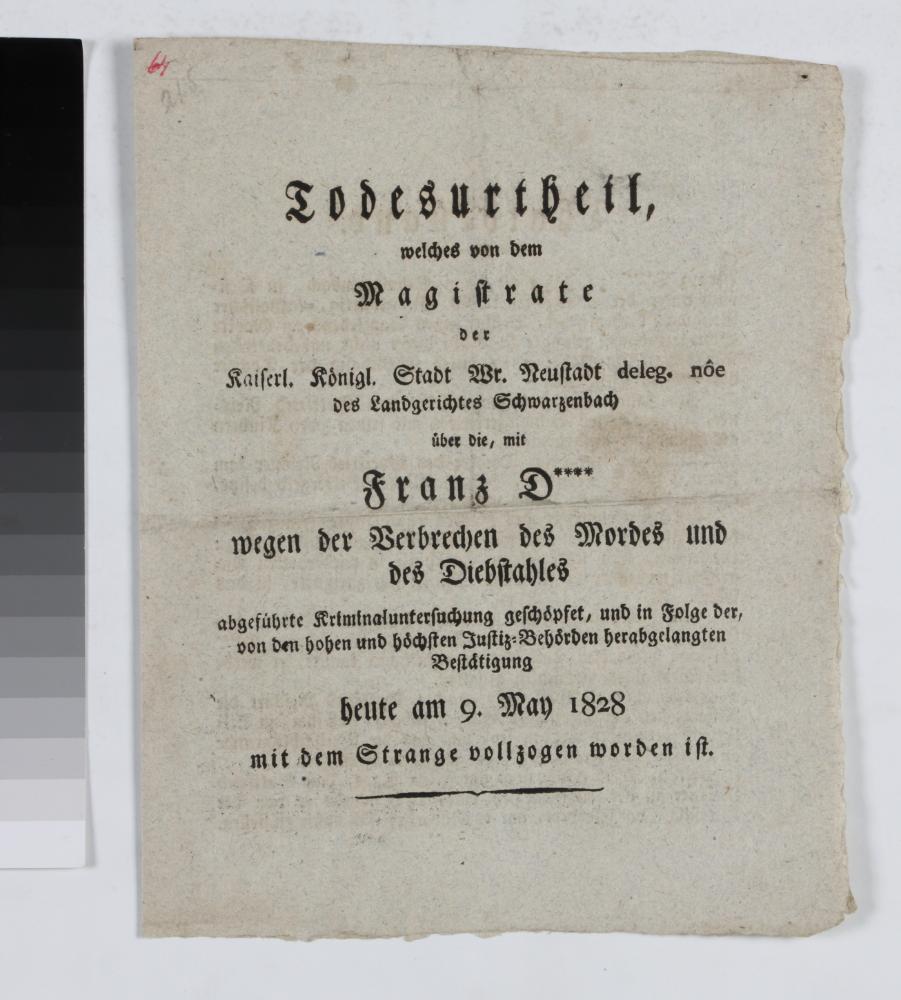 64
Todesurtheil,
welches von dem
Magistrate
der
Kaiserl. Königl. Stadt Wr. Neustadt deleg. nôe
des Landgerichtes Schwarzenbach
über die, mit
Franz D****
wegen der Verbrechen des Mordes und
des Diebstahles
abgeführte Kriminaluntersuchung geschöpfet, und in Folge der,
von den hohen und höchsten Justiz-Behörden herabgelangten
Bestätigung
heute am 9. May 1828
mit dem Strange vollzogen worden ist.